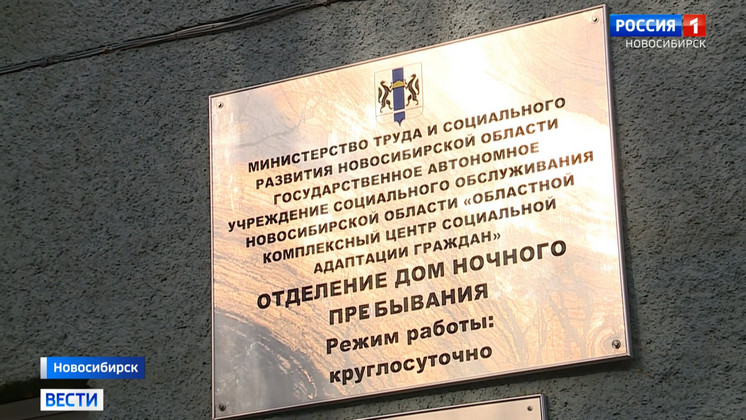 РОССИЯ 1
НОВОСИБИРСК
МИНИСТЕРСТВО ТРУДА И СОЦИАЛЬНОГО
РАЗВИТИЯ НОВОСИБИРСКОЙ ОБЛАСТИ
ГОСУДАРСТВЕННОЕ АВТОНОМНОЕ
УЧРЕЖДЕНИЕ СОЦИАЛЬНОГО ОБСЛУЖИВАНИЯ
НОВОСИБИРСКОЙ ОБЛАСТИ «ОБЛАСТНОЙ
КОМПЛЕКСНЫЙ ЦЕНТР СОЦИАЛЬНОЙ
АДАПТАЦИИ ГРАЖДАН»
ОТДЕЛЕНИЕ ДОМ НОЧНОГО
ПРЕБЫВАНИЯ
Режим работы:
круглосуточно
Новосибирск
ВЕСТИ